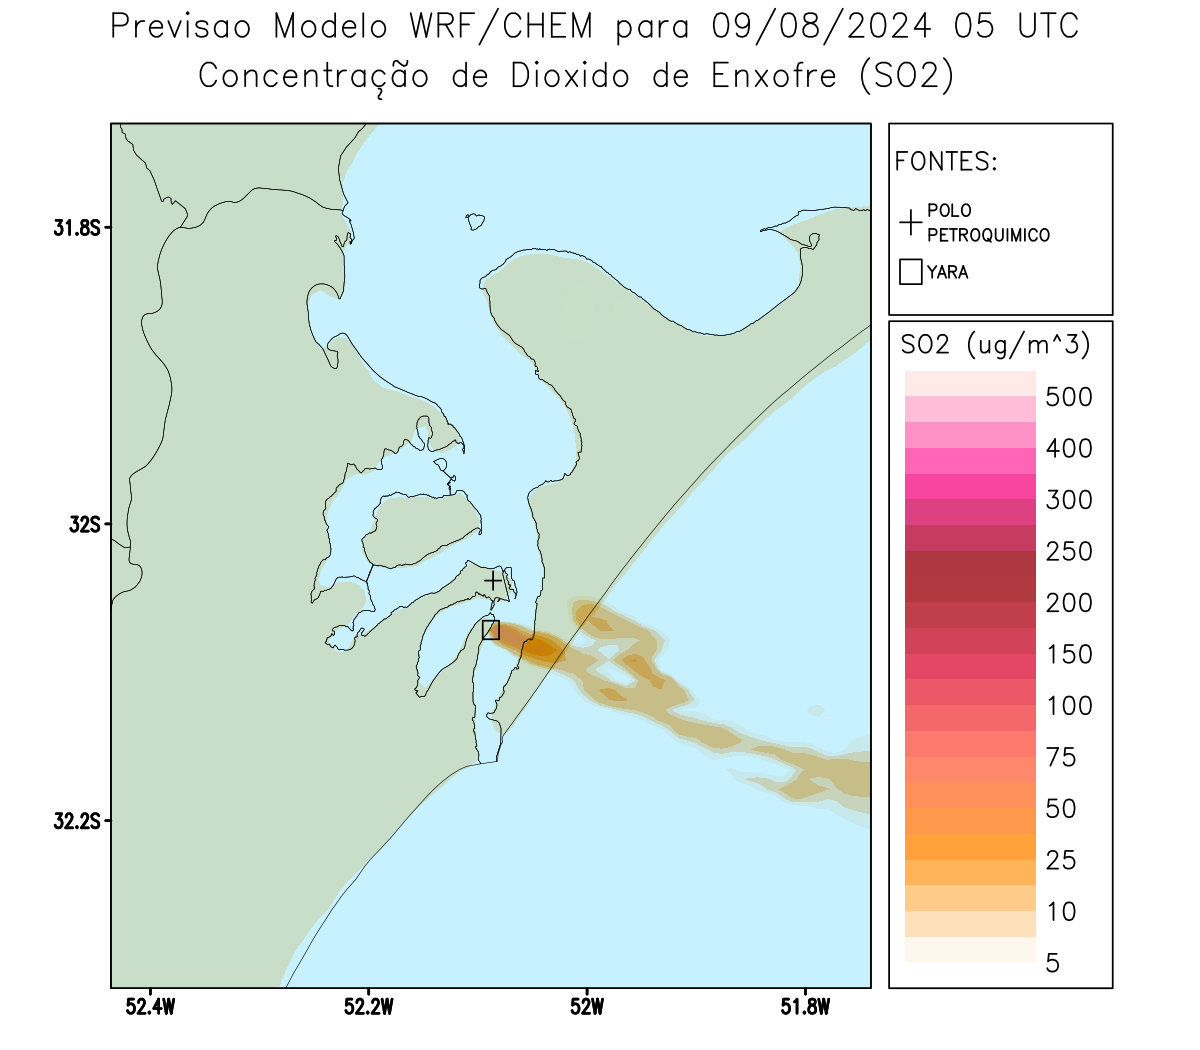 Previsao Modelo WRF/CHEM para 09/08/2024 05 UTC
Concentração de Dioxido de Enxofre (SO2)
FONTES:
POLO
PETROQUIMICO
YARA
SO2 (ug/m^3)
500
400
300
250
200
150
100
75
50
25
10
5
31.8S
32S
32.2S
52.4W
52.2W
52W
51.8W